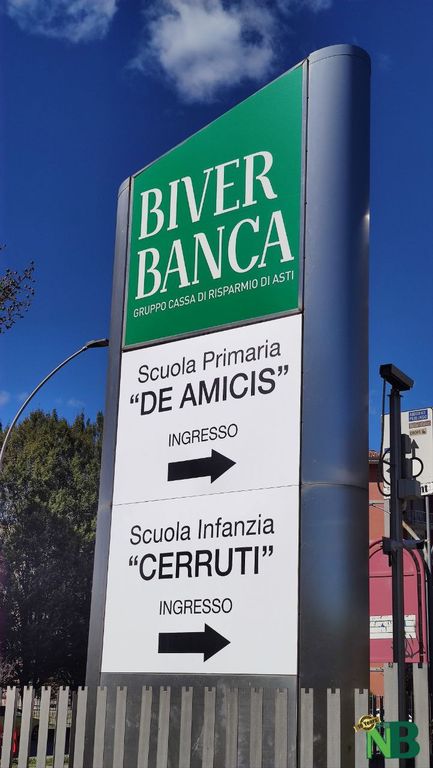 BIVER
BANCA
GRUPPO CASSA DI RISPARMIO DI ASTI
Scuola Primaria
“DE AMICIS”
INGRESSO
Scuola Infanzia
“CERRUTI”
INGRESSO
NB